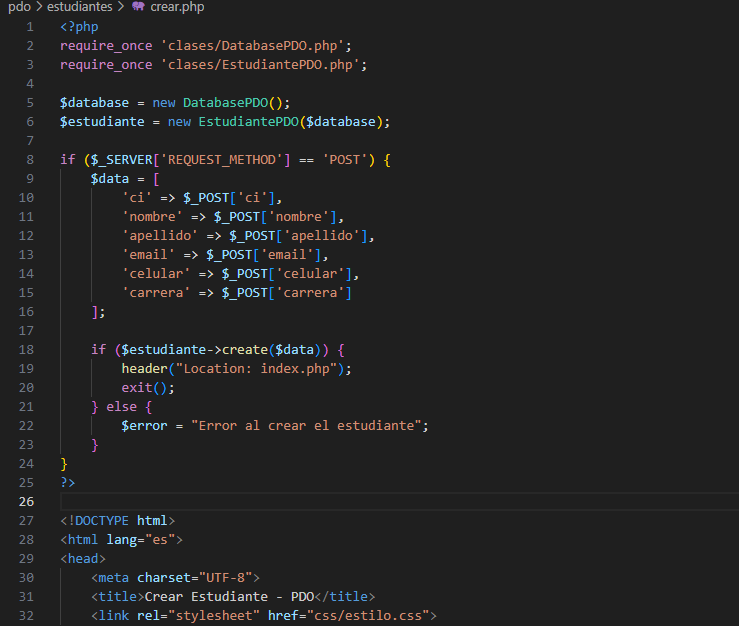 pdo > estudiantes > crear.php
1 <?php
2 require_once 'clases/DatabasePDO.php';
3 require_once 'clases/EstudiantePDO.php';
4
5 $database = new DatabasePDO();
6 $estudiante = new EstudiantePDO($database);
7
8 if ($_SERVER['REQUEST_METHOD'] == 'POST') {
9     $data = [
10         'ci' => $_POST['ci'],
11         'nombre' => $_POST['nombre'],
12         'apellido' => $_POST['apellido'],
13         'email' => $_POST['email'],
14         'celular' => $_POST['celular'],
15         'carrera' => $_POST['carrera']
16     ];
17
18     if ($estudiante->create($data)) {
19         header("Location: index.php");
20         exit();
21     } else {
22         $error = "Error al crear el estudiante";
23     }
24 }
25 ?>
26
27 <!DOCTYPE html>
28 <html lang="es">
29 <head>
30     <meta charset="UTF-8">
31     <title>Crear Estudiante - PDO</title>
32     <link rel="stylesheet" href="css/estilo.css">